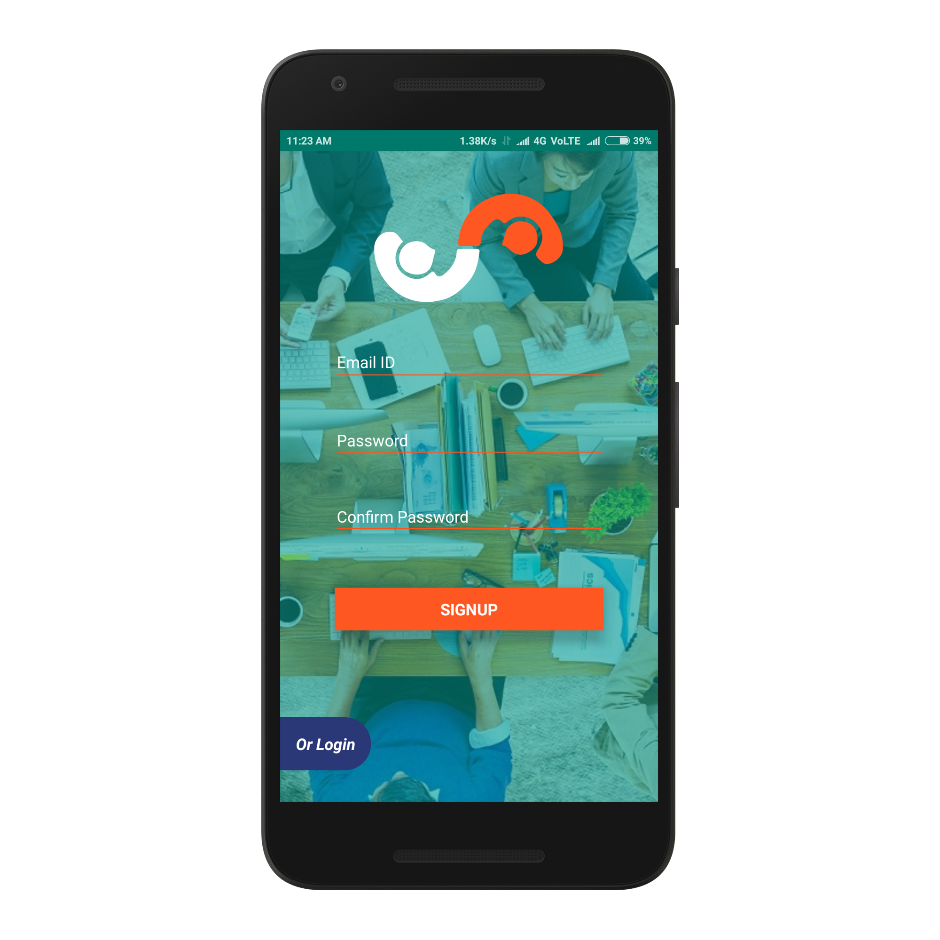 11:23 AM 1.38K/s 4G VoLTE 39%
Email ID
Password
Confirm Password
SIGNUP
Or Login